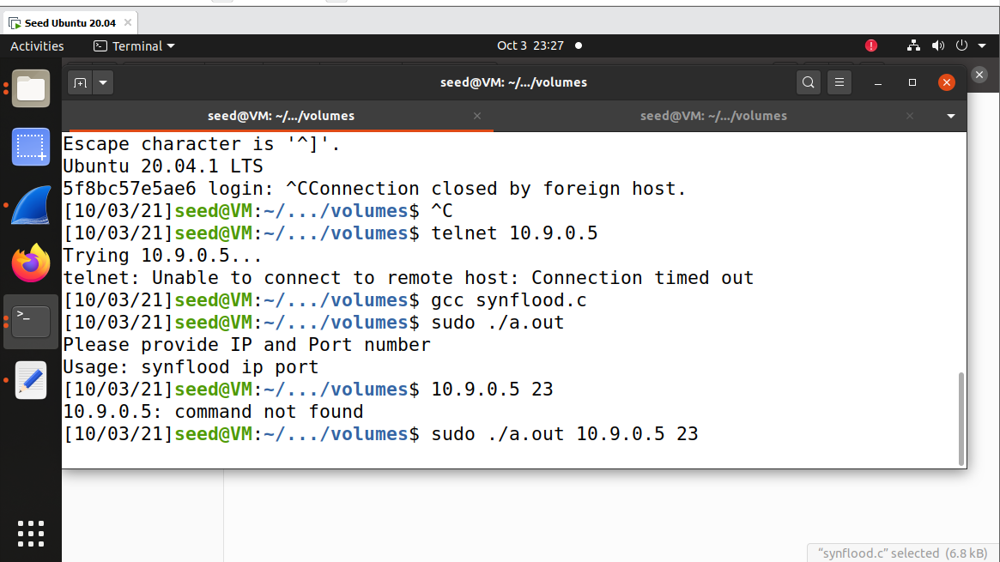 Seed Ubuntu 20.04
Activities
Terminal
Oct 3 23:27
seed@VM: ~/.../volumes
seed@VM: ~/.../volumes
seed@VM: ~/.../volumes
Escape character is '^]'.
Ubuntu 20.04.1 LTS
5f8bc57e5ae6 login: ^CConnection closed by foreign host.
[10/03/21]seed@VM:~/.../volumes$ ^C
[10/03/21]seed@VM:~/.../volumes$ telnet 10.9.0.5
Trying 10.9.0.5...
telnet: Unable to connect to remote host: Connection timed out
[10/03/21]seed@VM:~/.../volumes$ gcc synflood.c
[10/03/21]seed@VM:~/.../volumes$ sudo ./a.out
Please provide IP and Port number
Usage: synflood ip port
[10/03/21]seed@VM:~/.../volumes$ 10.9.0.5 23
10.9.0.5: command not found
[10/03/21]seed@VM:~/.../volumes$ sudo ./a.out 10.9.0.5 23
“synflood.c” selected (6.8 kB)